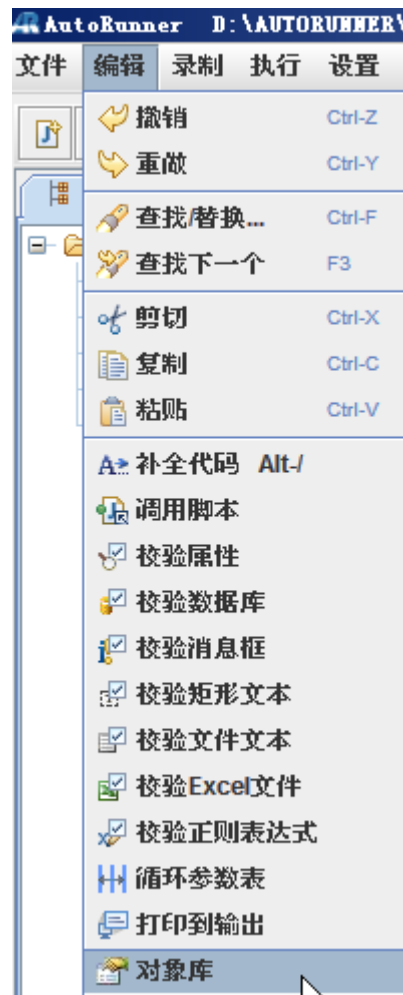 AutoRunner D:\AUTORUNNER\
文件 编辑 录制 执行 设置
撤销 Ctrl-Z
重做 Ctrl-Y
查找/替换... Ctrl-F
查找下一个 F3
剪切 Ctrl-X
复制 Ctrl-C
粘贴 Ctrl-V
补全代码 Alt-/
调用脚本
校验属性
校验数据库
校验消息框
校验矩形文本
校验文件文本
校验Excel文件
校验正则表达式
循环参数表
打印到输出
对象库